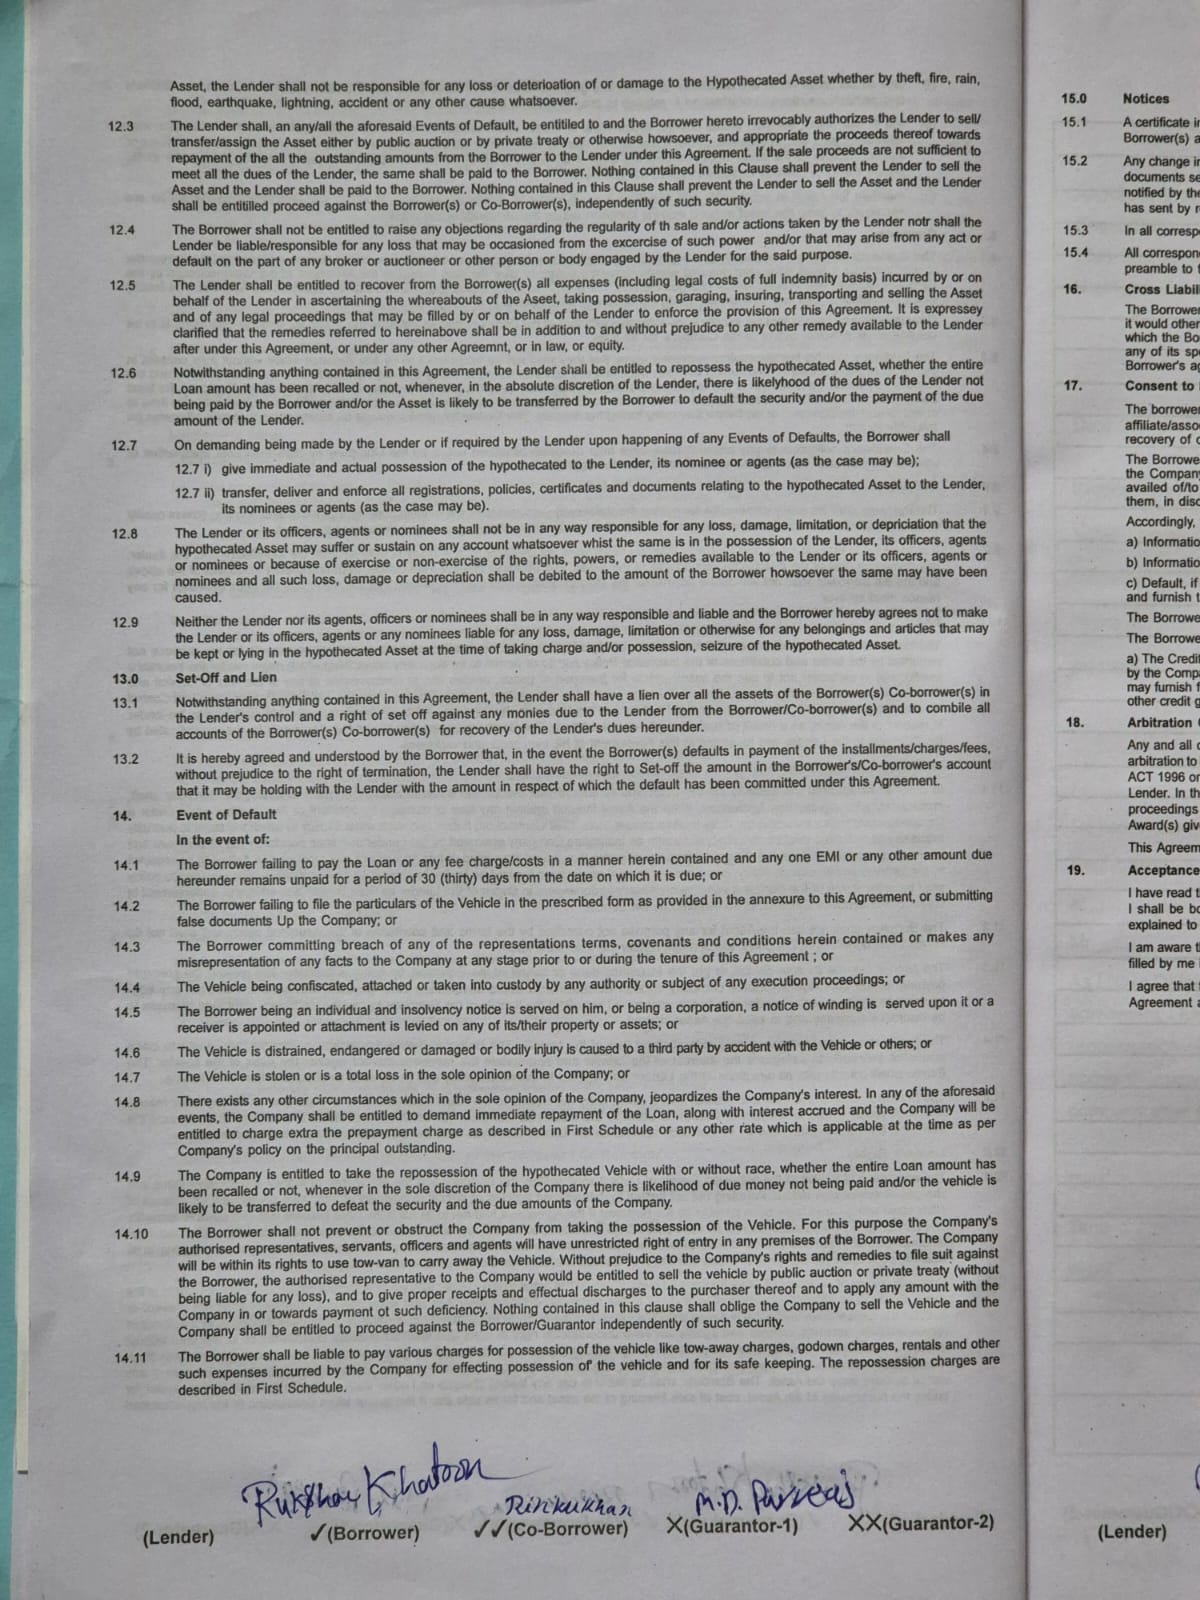 Asset, the Lender shall not be responsible for any loss or deterioation of or damage to the Hypothecated Asset whether by theft, fire, rain,
flood, earthquake, lightning, accident or any other cause whatsoever.
12.3 The Lender shall, an any/all the aforesaid Events of Default, be entitiled to and the Borrower hereto irrevocably authorizes the Lender to sell/
transfer/assign the Asset either by public auction or by private treaty or otherwise howsoever, and appropriate the proceeds thereof towards
repayment of the all the outstanding amounts from the Borrower to the Lender under this Agreement. If the sale proceeds are not sufficient to
meet all the dues of the Lender, the same shall be paid to the Borrower. Nothing contained in this Clause shall prevent the Lender to sell the
Asset and the Lender shall be paid to the Borrower. Nothing contained in this Clause shall prevent the Lender to sell the Asset and the Lender
shall be entitilled proceed against the Borrower(s) or Co-Borrower(s), independently of such security.
12.4 The Borrower shall not be entitled to raise any objections regarding the regularity of th sale and/or actions taken by the Lender notr shall the
Lender be liable/responsible for any loss that may be occasioned from the excercise of such power and/or that may arise from any act or
default on the part of any broker or auctioneer or other person or body engaged by the Lender for the said purpose.
12.5 The Lender shall be entitled to recover from the Borrower(s) all expenses (including legal costs of full indemnity basis) incurred by or on
behalf of the Lender in ascertaining the whereabouts of the Aseet, taking possession, garaging, insuring, transporting and selling the Asset
and of any legal proceedings that may be filled by or on behalf of the Lender to enforce the provision of this Agreement. It is expressey
clarified that the remedies referred to hereinabove shall be in addition to and without prejudice to any other remedy available to the Lender
after under this Agreement, or under any other Agreemnt, or in law, or equity.
12.6 Notwithstanding anything contained in this Agreement, the Lender shall be entitled to repossess the hypothecated Asset, whether the entire
Loan amount has been recalled or not, whenever, in the absolute discretion of the Lender, there is likelyhood of the dues of the Lender not
being paid by the Borrower and/or the Asset is likely to be transferred by the Borrower to default the security and/or the payment of the due
amount of the Lender.
12.7 On demanding being made by the Lender or if required by the Lender upon happening of any Events of Defaults, the Borrower shall
12.7 i) give immediate and actual possession of the hypothecated to the Lender, its nominee or agents (as the case may be);
12.7 ii) transfer, deliver and enforce all registrations, policies, certificates and documents relating to the hypothecated Asset to the Lender,
its nominees or agents (as the case may be).
12.8 The Lender or its officers, agents or nominees shall not be in any way responsible for any loss, damage, limitation, or depriciation that the
hypothecated Asset may suffer or sustain on any account whatsoever whist the same is in the possession of the Lender, its officers, agents
or nominees or because of exercise or non-exercise of the rights, powers, or remedies available to the Lender or its officers, agents or
nominees and all such loss, damage or depreciation shall be debited to the amount of the Borrower howsoever the same may have been
caused.
12.9 Neither the Lender nor its agents, officers or nominees shall be in any way responsible and liable and the Borrower hereby agrees not to make
the Lender or its officers, agents or any nominees liable for any loss, damage, limitation or otherwise for any belongings and articles that may
be kept or lying in the hypothecated Asset at the time of taking charge and/or possession, seizure of the hypothecated Asset.
13.0 Set-Off and Lien
13.1 Notwithstanding anything contained in this Agreement, the Lender shall have a lien over all the assets of the Borrower(s) Co-borrower(s) in
the Lender's control and a right of set off against any monies due to the Lender from the Borrower/Co-borrower(s) and to combile all
accounts of the Borrower(s) Co-borrower(s) for recovery of the Lender's dues hereunder.
13.2 It is hereby agreed and understood by the Borrower that, in the event the Borrower(s) defaults in payment of the installments/charges/fees,
without prejudice to the right of termination, the Lender shall have the right to Set-off the amount in the Borrower's/Co-borrower's account
that it may be holding with the Lender with the amount in respect of which the default has been committed under this Agreement.
14. Event of Default
In the event of:
14.1 The Borrower failing to pay the Loan or any fee charge/costs in a manner herein contained and any one EMI or any other amount due
hereunder remains unpaid for a period of 30 (thirty) days from the date on which it is due; or
14.2 The Borrower failing to file the particulars of the Vehicle in the prescribed form as provided in the annexure to this Agreement, or submitting
false documents Up the Company; or
14.3 The Borrower committing breach of any of the representations terms, covenants and conditions herein contained or makes any
misrepresentation of any facts to the Company at any stage prior to or during the tenure of this Agreement ; or
14.4 The Vehicle being confiscated, attached or taken into custody by any authority or subject of any execution proceedings; or
14.5 The Borrower being an individual and insolvency notice is served on him, or being a corporation, a notice of winding is served upon it or a
receiver is appointed or attachment is levied on any of its/their property or assets; or
14.6 The Vehicle is distrained, endangered or damaged or bodily injury is caused to a third party by accident with the Vehicle or others; or
14.7 The Vehicle is stolen or is a total loss in the sole opinion of the Company; or
14.8 There exists any other circumstances which in the sole opinion of the Company, jeopardizes the Company's interest. In any of the aforesaid
events, the Company shall be entitled to demand immediate repayment of the Loan, along with interest accrued and the Company will be
entitled to charge extra the prepayment charge as described in First Schedule or any other rate which is applicable at the time as per
Company's policy on the principal outstanding.
14.9 The Company is entitled to take the repossession of the hypothecated Vehicle with or without race, whether the entire Loan amount has
been recalled or not, whenever in the sole discretion of the Company there is likelihood of due money not being paid and/or the vehicle is
likely to be transferred to defeat the security and the due amounts of the Company.
14.10 The Borrower shall not prevent or obstruct the Company from taking the possession of the Vehicle. For this purpose the Company's
authorised representatives, servants, officers and agents will have unrestricted right of entry in any premises of the Borrower. The Company
will be within its rights to use tow-van to carry away the Vehicle. Without prejudice to the Company's rights and remedies to file suit against
the Borrower, the authorised representative to the Company would be entitled to sell the vehicle by public auction or private treaty (without
being liable for any loss), and to give proper receipts and effectual discharges to the purchaser thereof and to apply any amount with the
Company in or towards payment ot such deficiency. Nothing contained in this clause shall oblige the Company to sell the Vehicle and the
Company shall be entitled to proceed against the Borrower/Guarantor independently of such security.
14.11 The Borrower shall be liable to pay various charges for possession of the vehicle like tow-away charges, godown charges, rentals and other
such expenses incurred by the Company for effecting possession of the vehicle and for its safe keeping. The repossession charges are
described in First Schedule.
Rukshar Khatoon Rinkukhan M.D. Parveaj
(Lender) ✓(Borrower) ✓✓(Co-Borrower) X(Guarantor-1) XX(Guarantor-2)
15.0 Notices
15.1 A certificate in
Borrower(s) a
15.2 Any change in
documents se
notified by the
has sent by r
15.3 In all corresp
15.4 All correspon
preamble to t
16. Cross Liabil
The Borrower
it would other
which the Bo
any of its sp
Borrower's ag
17. Consent to
The borrower
affiliate/asso
recovery of
The Borrowe
the Company
availed of/to
them, in disc
Accordingly,
a) Informatio
b) Informatio
c) Default, if
and furnish t
The Borrowe
The Borrowe
a) The Credit
by the Compa
may furnish f
other credit g
18. Arbitration
Any and all
arbitration to
ACT 1996 or
Lender. In th
proceedings
Award(s) giv
This Agreem
19. Acceptance
I have read t
I shall be bo
explained to
I am aware t
filled by me
I agree that
Agreement a
(Lender)